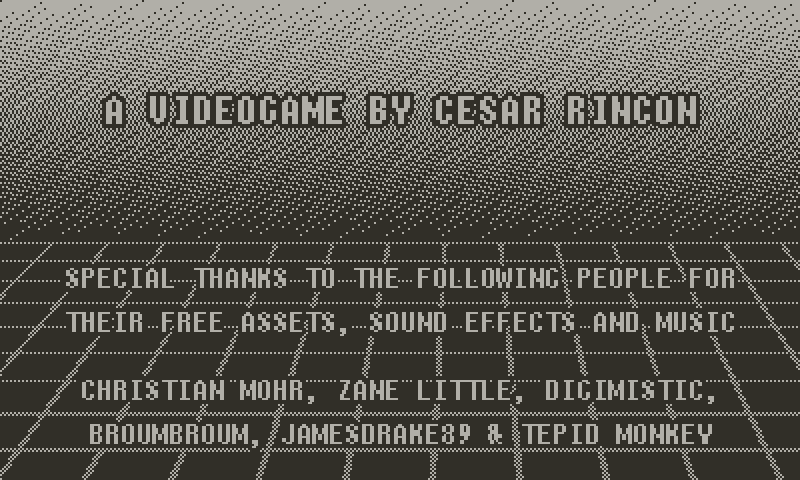 A VIDEOGAME BY CESAR RINCON
SPECIAL THANKS TO THE FOLLOWING PEOPLE FOR
THEIR FREE ASSETS, SOUND EFFECTS AND MUSIC
CHRISTIAN MOHR, ZANE LITTLE, DIGIMISTIC,
BROUMBROUM, JAMESDRAKE89 & TEPID MONKEY